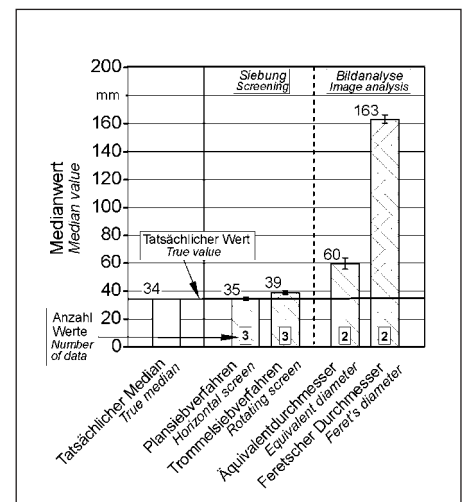 Siebung
Screening
Bildanalyse
Image analysis
200
mm
160
140
120
100
80
60
40
20
0
Medianwert
Median value
Tatsächlicher Wert
True value
Anzahl
Werte
Number
of data
34
35
39
60
163
3
3
2
2
Tatsächlicher Median
True median
Plansiebverfahren
Horizontal screen
Trommelsiebverfahren
Rotating screen
Äquivalentdurchmesser
Equivalent diameter
Feretscher Durchmesser
Feret's diameter